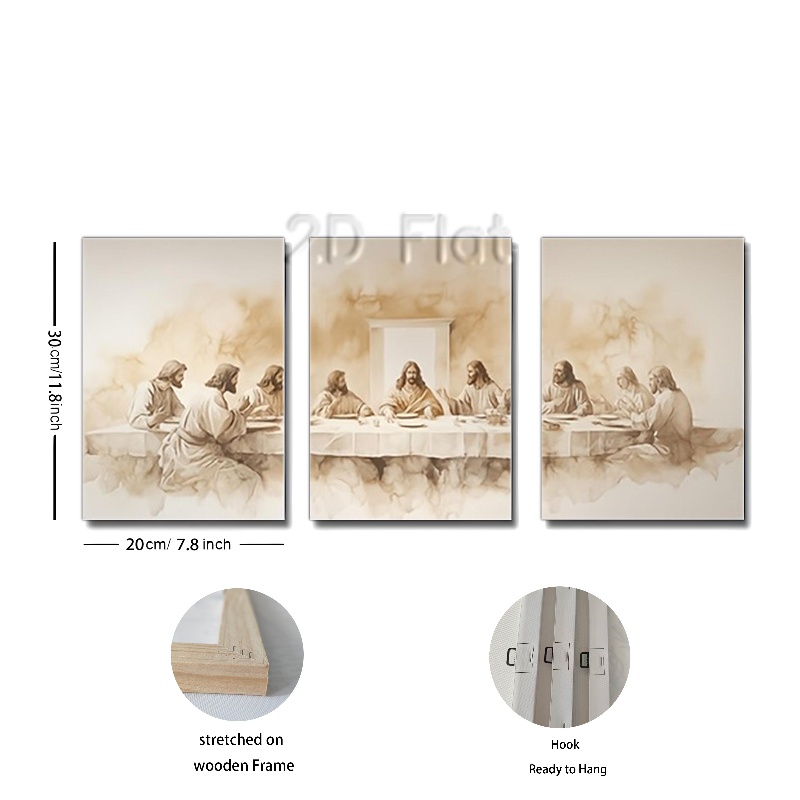 2D Flat
30cm/11.8inch
20cm/ 7.8 inch
stretched on
wooden Frame
Hook
Ready to Hang